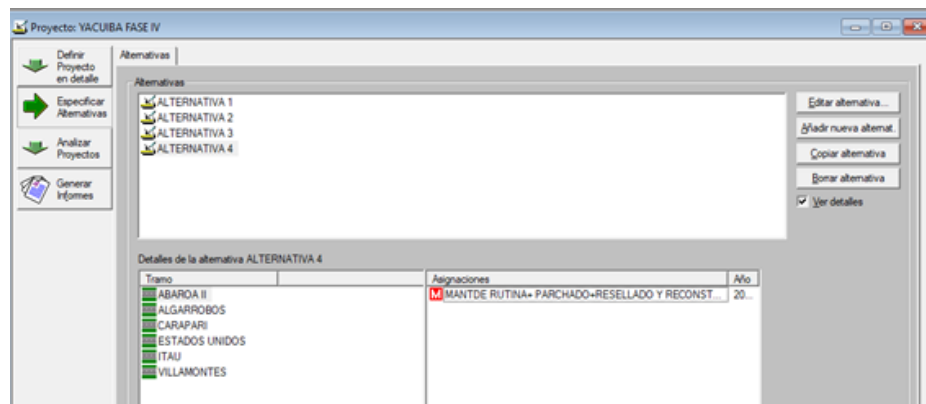 Proyecto: YACUIBA FASE IV
Definir
Proyecto
en detalle
Especificar
Alternativas
Analizar
Proyectos
Generar
Informes
Alternativas
Alternativas
ALTERNATIVA 1
ALTERNATIVA 2
ALTERNATIVA 3
ALTERNATIVA 4
Editar alternativa...
Añadir nueva alternat.
Copiar alternativa
Borrar alternativa
Ver detalles
Detalles de la alternativa ALTERNATIVA 4
Tramo
ABAROA II
ALGARROBOS
CARAPARI
ESTADOS UNIDOS
ITAU
VILLAMONTES
Asignaciones Año
M MANTDE RUTINA+ PARCHADO+RESELLADO Y RECONST... 20...